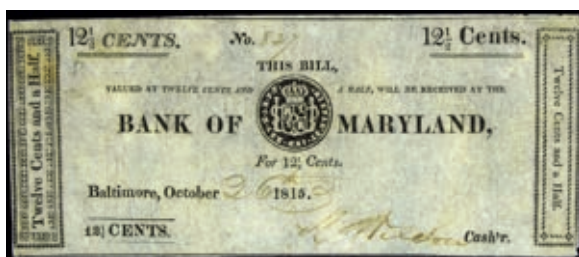 Twelve Cents and a Half.
12½ CENTS.
No. 827
12½ Cents.
THIS BILL,
VALUED AT TWELVE CENTS AND A HALF, WILL BE RECEIVED AT THE
BANK OF MARYLAND,
For 12½ Cents.
Baltimore, October 26th 1815.
12½ CENTS.
Cash'r.
Twelve Cents and a Half.